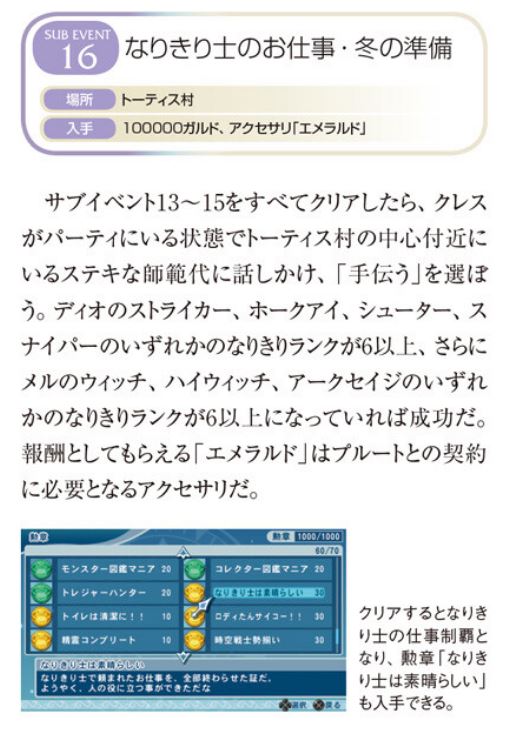 SUB EVENT
16
なりきり士のお仕事・冬の準備
場所 トーティス村
入手 100000ガルド、アクセサリ「エメラルド」
サブイベント13～15をすべてクリアしたら、クレス
がパーティにいる状態でトーティス村の中心付近に
いるステキな師範代に話しかけ、「手伝う」を選ぼ
う。ディオのストライカー、ホークアイ、シューター、ス
ナイパーのいずれかのなりきりランクが6以上、さらに
メルのウィッチ、ハイウィッチ、アークセイジのいずれ
かのなりきりランクが6以上になっていれば成功だ。
報酬としてもらえる「エメラルド」はプルートとの契約
に必要となるアクセサリだ。
勲章
勲章 1000/1000
60/70
モンスター図鑑マニア 20 コレクター図鑑マニア 20
トレジャーハンター 20 なりきり士は素晴らしい 30
トイレは清潔に！！ 10 ロディたんサイコー！！ 30
精霊コンプリート 10 時空戦士勢揃い 30
なりきり士は素晴らしい
なりきり士で頼まれたお仕事を、全部終わらせた証だ。
ようやく、人の役に立つ事ができただな
選択 戻る
クリアするとなりき
り士の仕事制覇と
なり、勲章「なりき
り士は素晴らしい」
も入手できる。